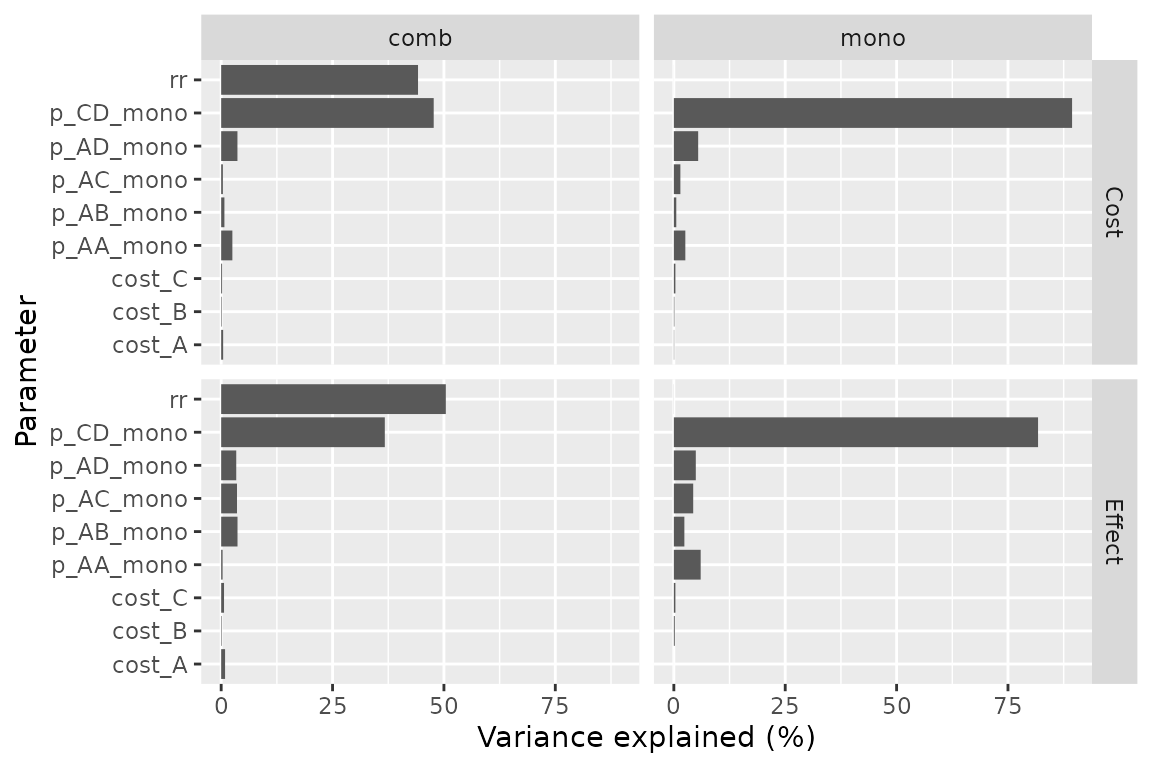 comb
mono
rr
p_CD_mono
p_AD_mono
p_AC_mono
p_AB_mono
p_AA_mono
cost_C
cost_B
cost_A
Cost
rr
p_CD_mono
p_AD_mono
p_AC_mono
p_AB_mono
p_AA_mono
cost_C
cost_B
cost_A
Effect
Parameter
0 25 50 75
0 25 50 75
Variance explained (%)